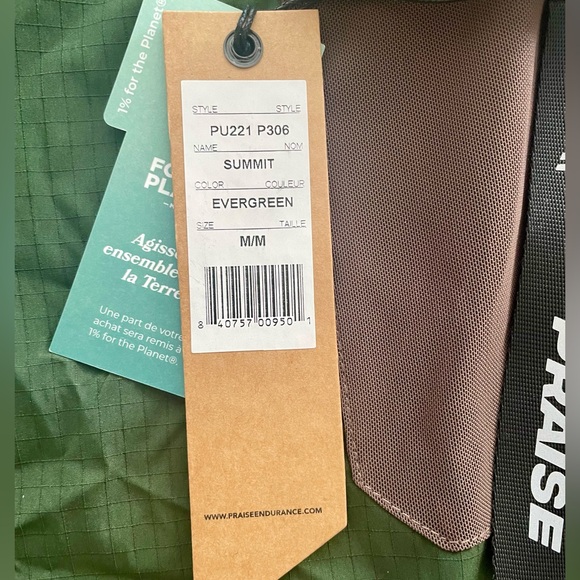 1% for the Planet®
FO
PLA
Agisso
ensemble
la Terre
Une part de votre
achat sera remis à
1% for the Planet®.
STYLE STYLE
PU221 P306
NAME NOM
SUMMIT
COLOR COULEUR
EVERGREEN
SIZE TAILLE
M/M
8 40757 00950 1
WWW.PRAISEENDURANCE.COM
PRAISE